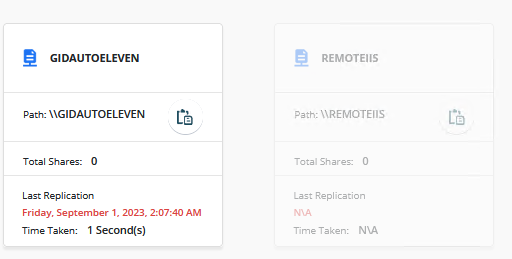 GIDAUTOELEVEN
Path: \\GIDAUTOELEVEN
Total Shares: 0
Last Replication
Friday, September 1, 2023, 2:07:40 AM
Time Taken: 1 Second(s)
REMOTEIIS
Path: \\REMOTEIIS
Total Shares: 0
Last Replication
N\A
Time Taken: N\A